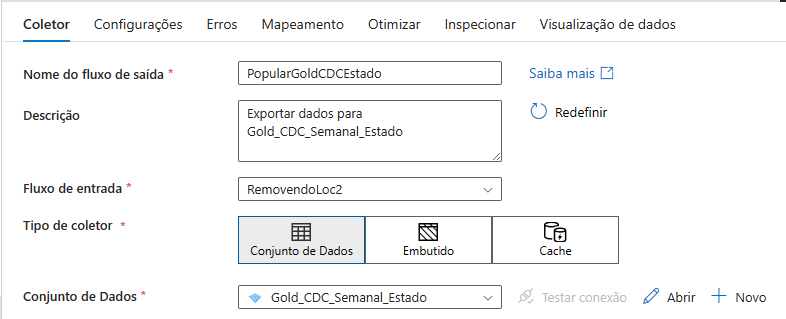 Coletor Configurações Erros Mapeamento Otimizar Inspecionar Visualização de dados
Nome do fluxo de saída * PopularGoldCDCEstado Saiba mais
Descrição Exportar dados para Redefinir
Gold_CDC_Semanal_Estado
Fluxo de entrada * RemovendoLoc2
Tipo de coletor *
Conjunto de Dados Embutido Cache
Conjunto de Dados * Gold_CDC_Semanal_Estado Testar conexão Abrir Novo